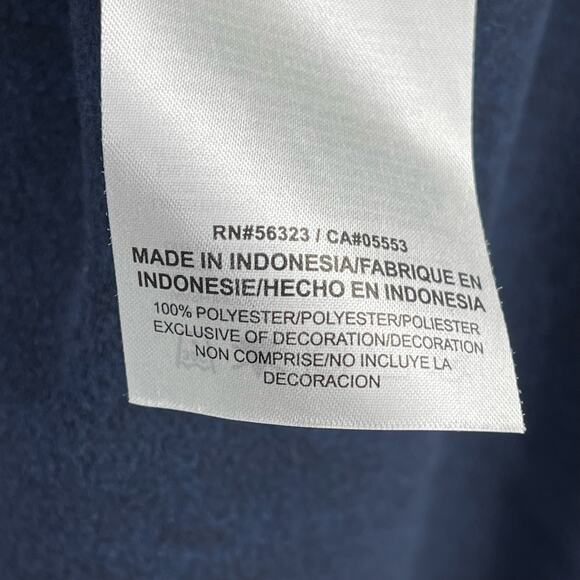 RN#56323 / CA#05553
MADE IN INDONESIA/FABRIQUE EN
INDONESIE/HECHO EN INDONESIA
100% POLYESTER/POLYESTER/POLIESTER
EXCLUSIVE OF DECORATION/DECORATION
NON COMPRISE/NO INCLUYE LA
DECORACION